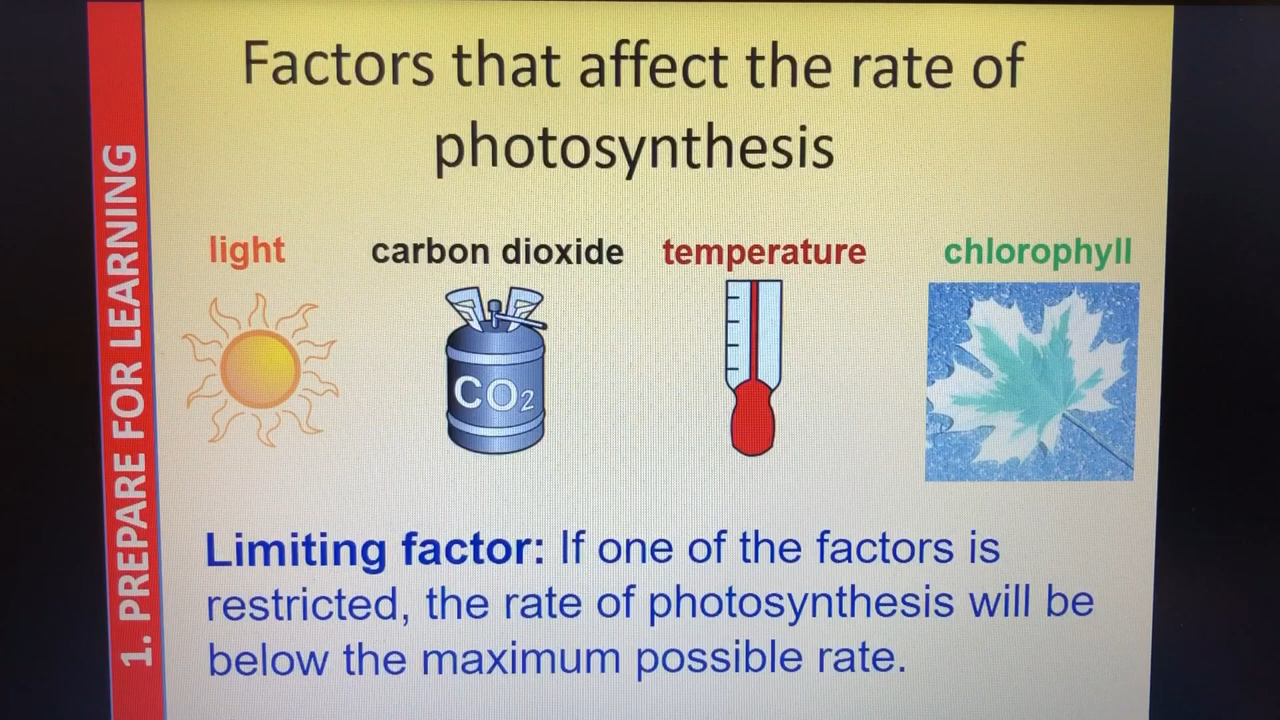 Factors that affect the rate of
photosynthesis
1. PREPARE FOR LEARNING
light
carbon dioxide
temperature
chlorophyll
CO₂
Limiting factor: If one of the factors is
restricted, the rate of photosynthesis will be
below the maximum possible rate.